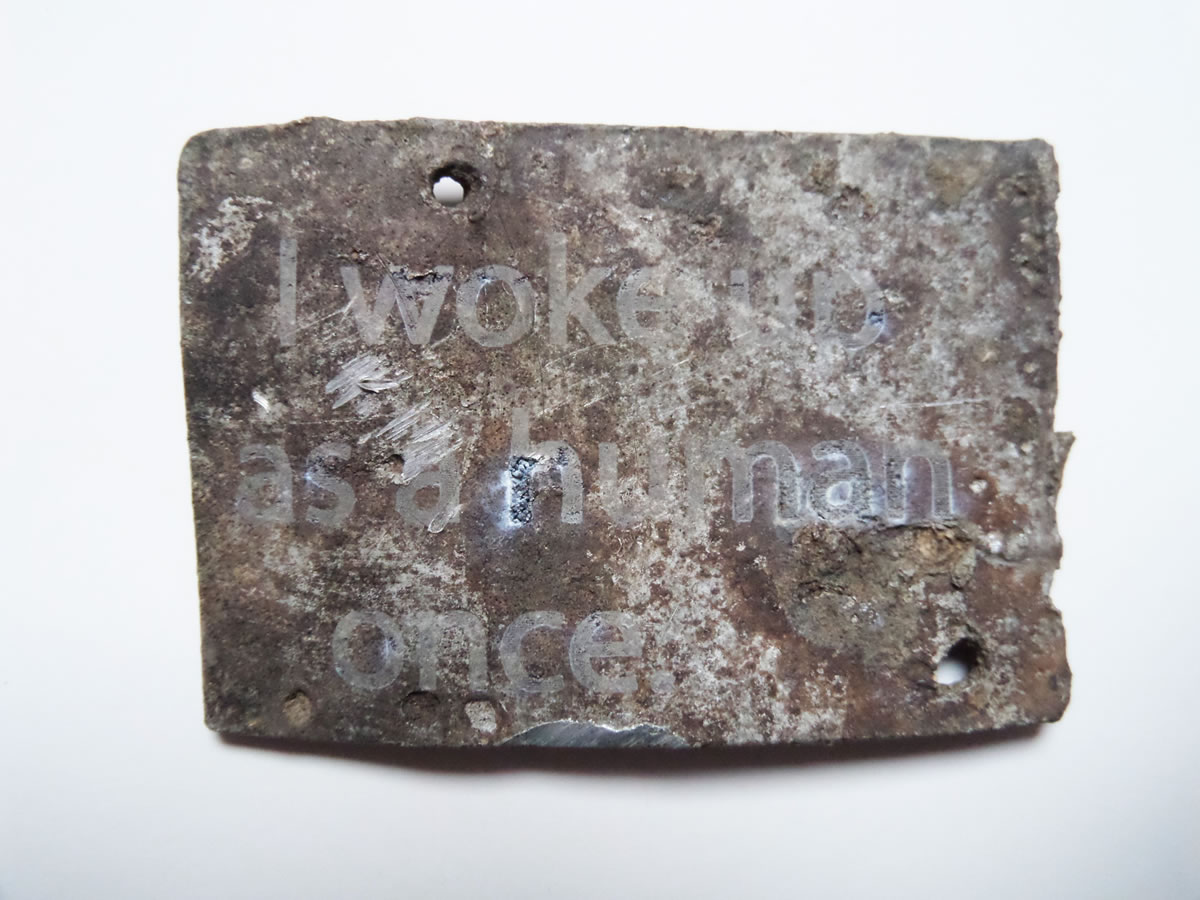 I woke up
as a human
once.